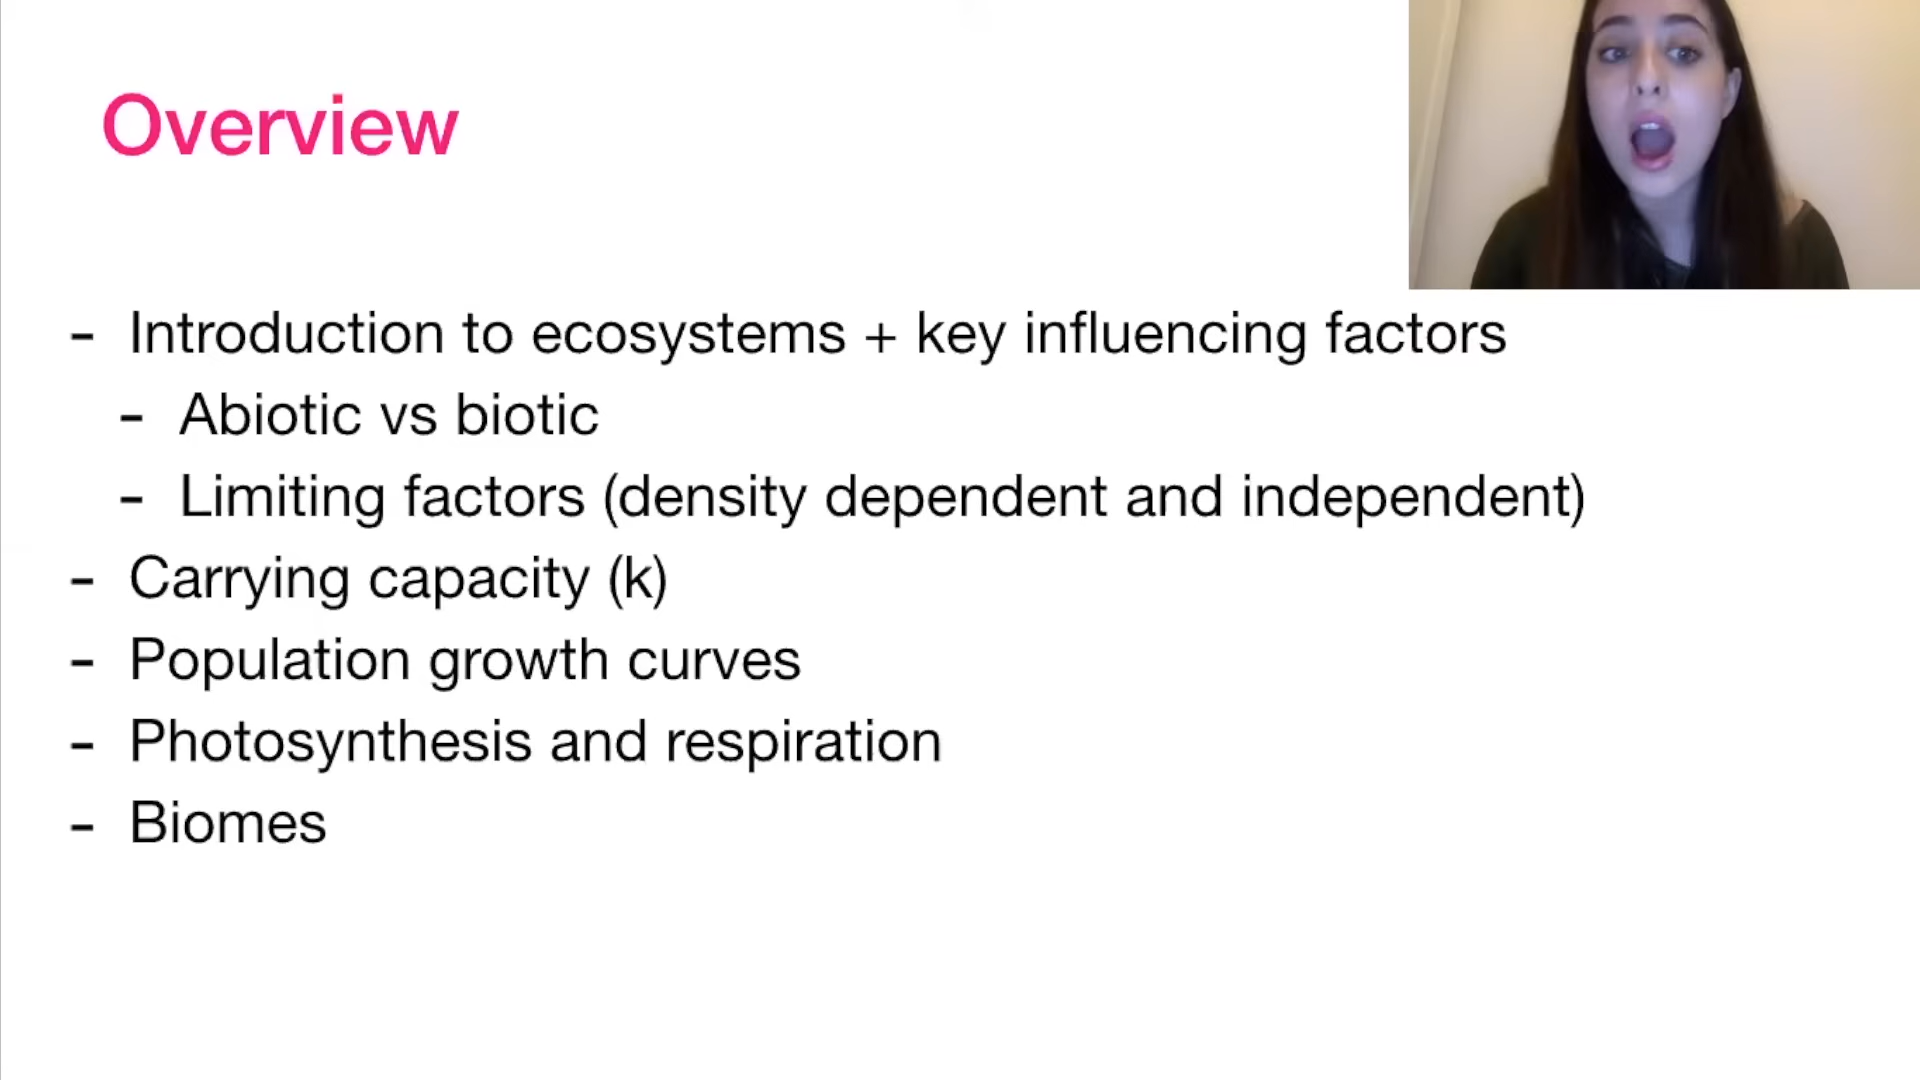 Overview
- Introduction to ecosystems + key influencing factors
- Abiotic vs biotic
- Limiting factors (density dependent and independent)
- Carrying capacity (k)
- Population growth curves
- Photosynthesis and respiration
- Biomes